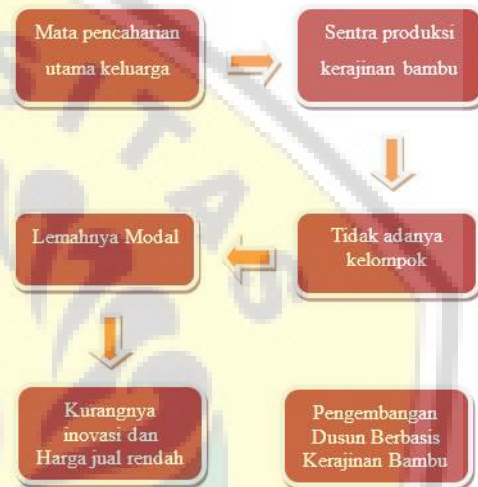 Mata pencaharian
utama keluarga
Sentra produksi
kerajinan bambu
Tidak adanya
kelompok
Lemahnya Modal
Kurangnya
inovasi dan
Harga jual rendah
Pengembangan
Dusun Berbasis
Kerajinan Bambu